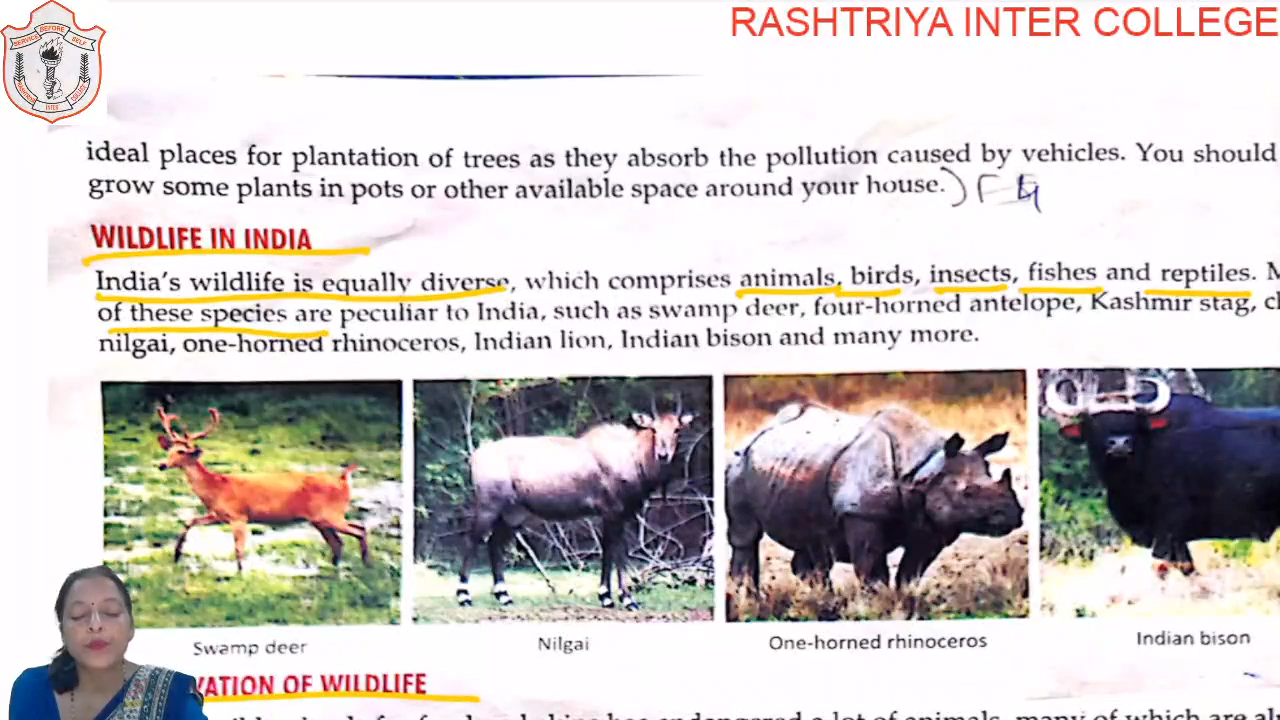 RASHTRIYA INTER COLLEGE
SERVICE BEFORE SELF
ideal places for plantation of trees as they absorb the pollution caused by vehicles. You should
grow some plants in pots or other available space around your house.
WILDLIFE IN INDIA
India's wildlife is equally diverse, which comprises animals, birds, insects, fishes and reptiles.
of these species are peculiar to India, such as swamp deer, four-horned antelope, Kashmir stag,
nilgai, one-horned rhinoceros, Indian lion, Indian bison and many more.
Swamp deer Nilgai One-horned rhinoceros Indian bison
VATION OF WILDLIFE